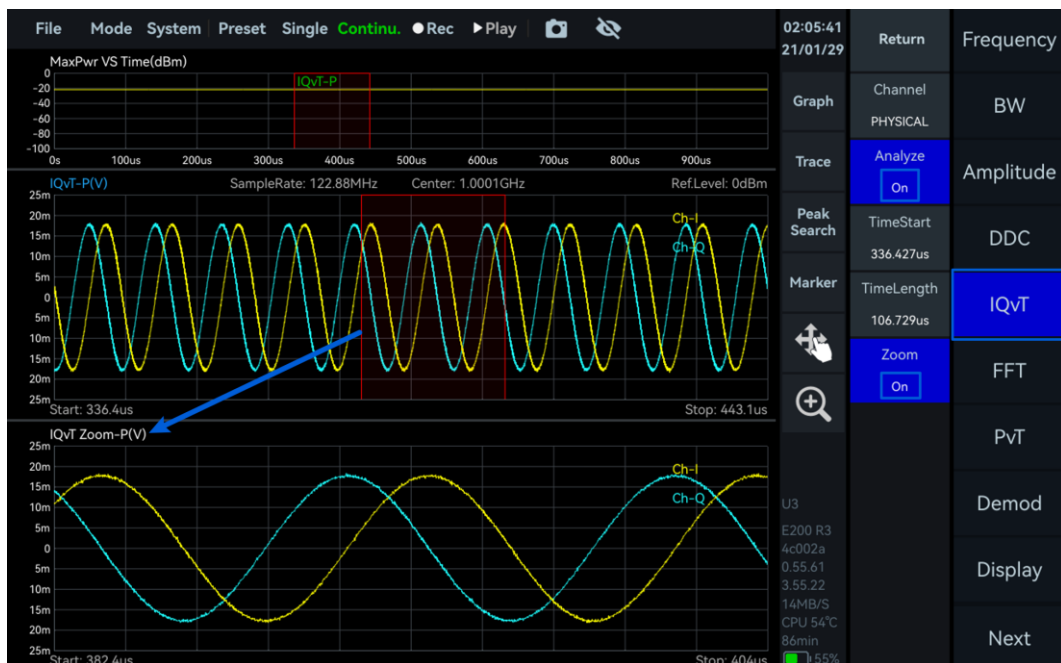 File Mode System Preset Single Continu. Rec Play
02:05:41
21/01/29
MaxPwr VS Time(dBm)
IQvT-P
0
-20
-40
-60
-80
-100
0s 100us 200us 300us 400us 500us 600us 700us 800us 900us
IQvT-P(V) SampleRate: 122.88MHz Center: 1.0001GHz Ref.Level: 0dBm
25m
20m
15m
10m
5m
0
5m
10m
15m
20m
25m
Ch-I
Ch-Q
Start: 336.4us Stop: 443.1us
IQvT Zoom-P(V)
25m
20m
15m
10m
5m
0
5m
10m
15m
20m
25m
Ch-I
Ch-Q
Start: 382.4us Stop: 404us
Graph
Trace
Peak
Search
Marker
U3
E200 R3
4c002a
0.55.61
3.55.22
14MB/S
CPU 54℃
86min
55%
Return
Channel
PHYSICAL
Analyze
On
TimeStart
336.427us
TimeLength
106.729us
Zoom
On
Frequency
BW
Amplitude
DDC
IQvT
FFT
PvT
Demod
Display
Next